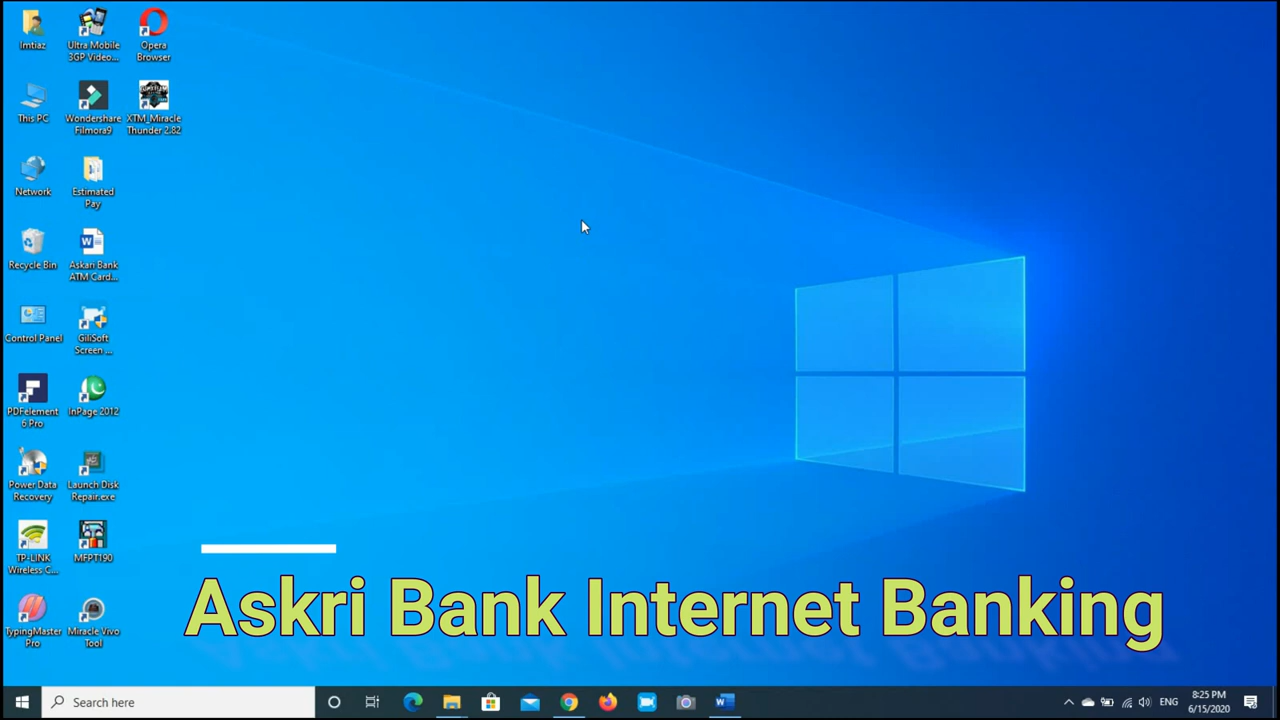 Imtiaz
Ultra Mobile
3GP Video...
Opera
Browser
This PC
Wondershare
Filmora9
XTM_Miracle
Thunder 2.82
Network
Estimated
Pay
Recycle Bin
Askari Bank
ATM Card...
Control Panel
GiliSoft
Screen ...
PDFelement
6 Pro
InPage 2012
Power Data
Recovery
Launch Disk
Repair.exe
TP-LINK
Wireless C...
MFPT190
TypingMaster
Pro
Miracle Vivo
Tool
Askri Bank Internet Banking
Search here
ENG
8:25 PM
6/15/2020